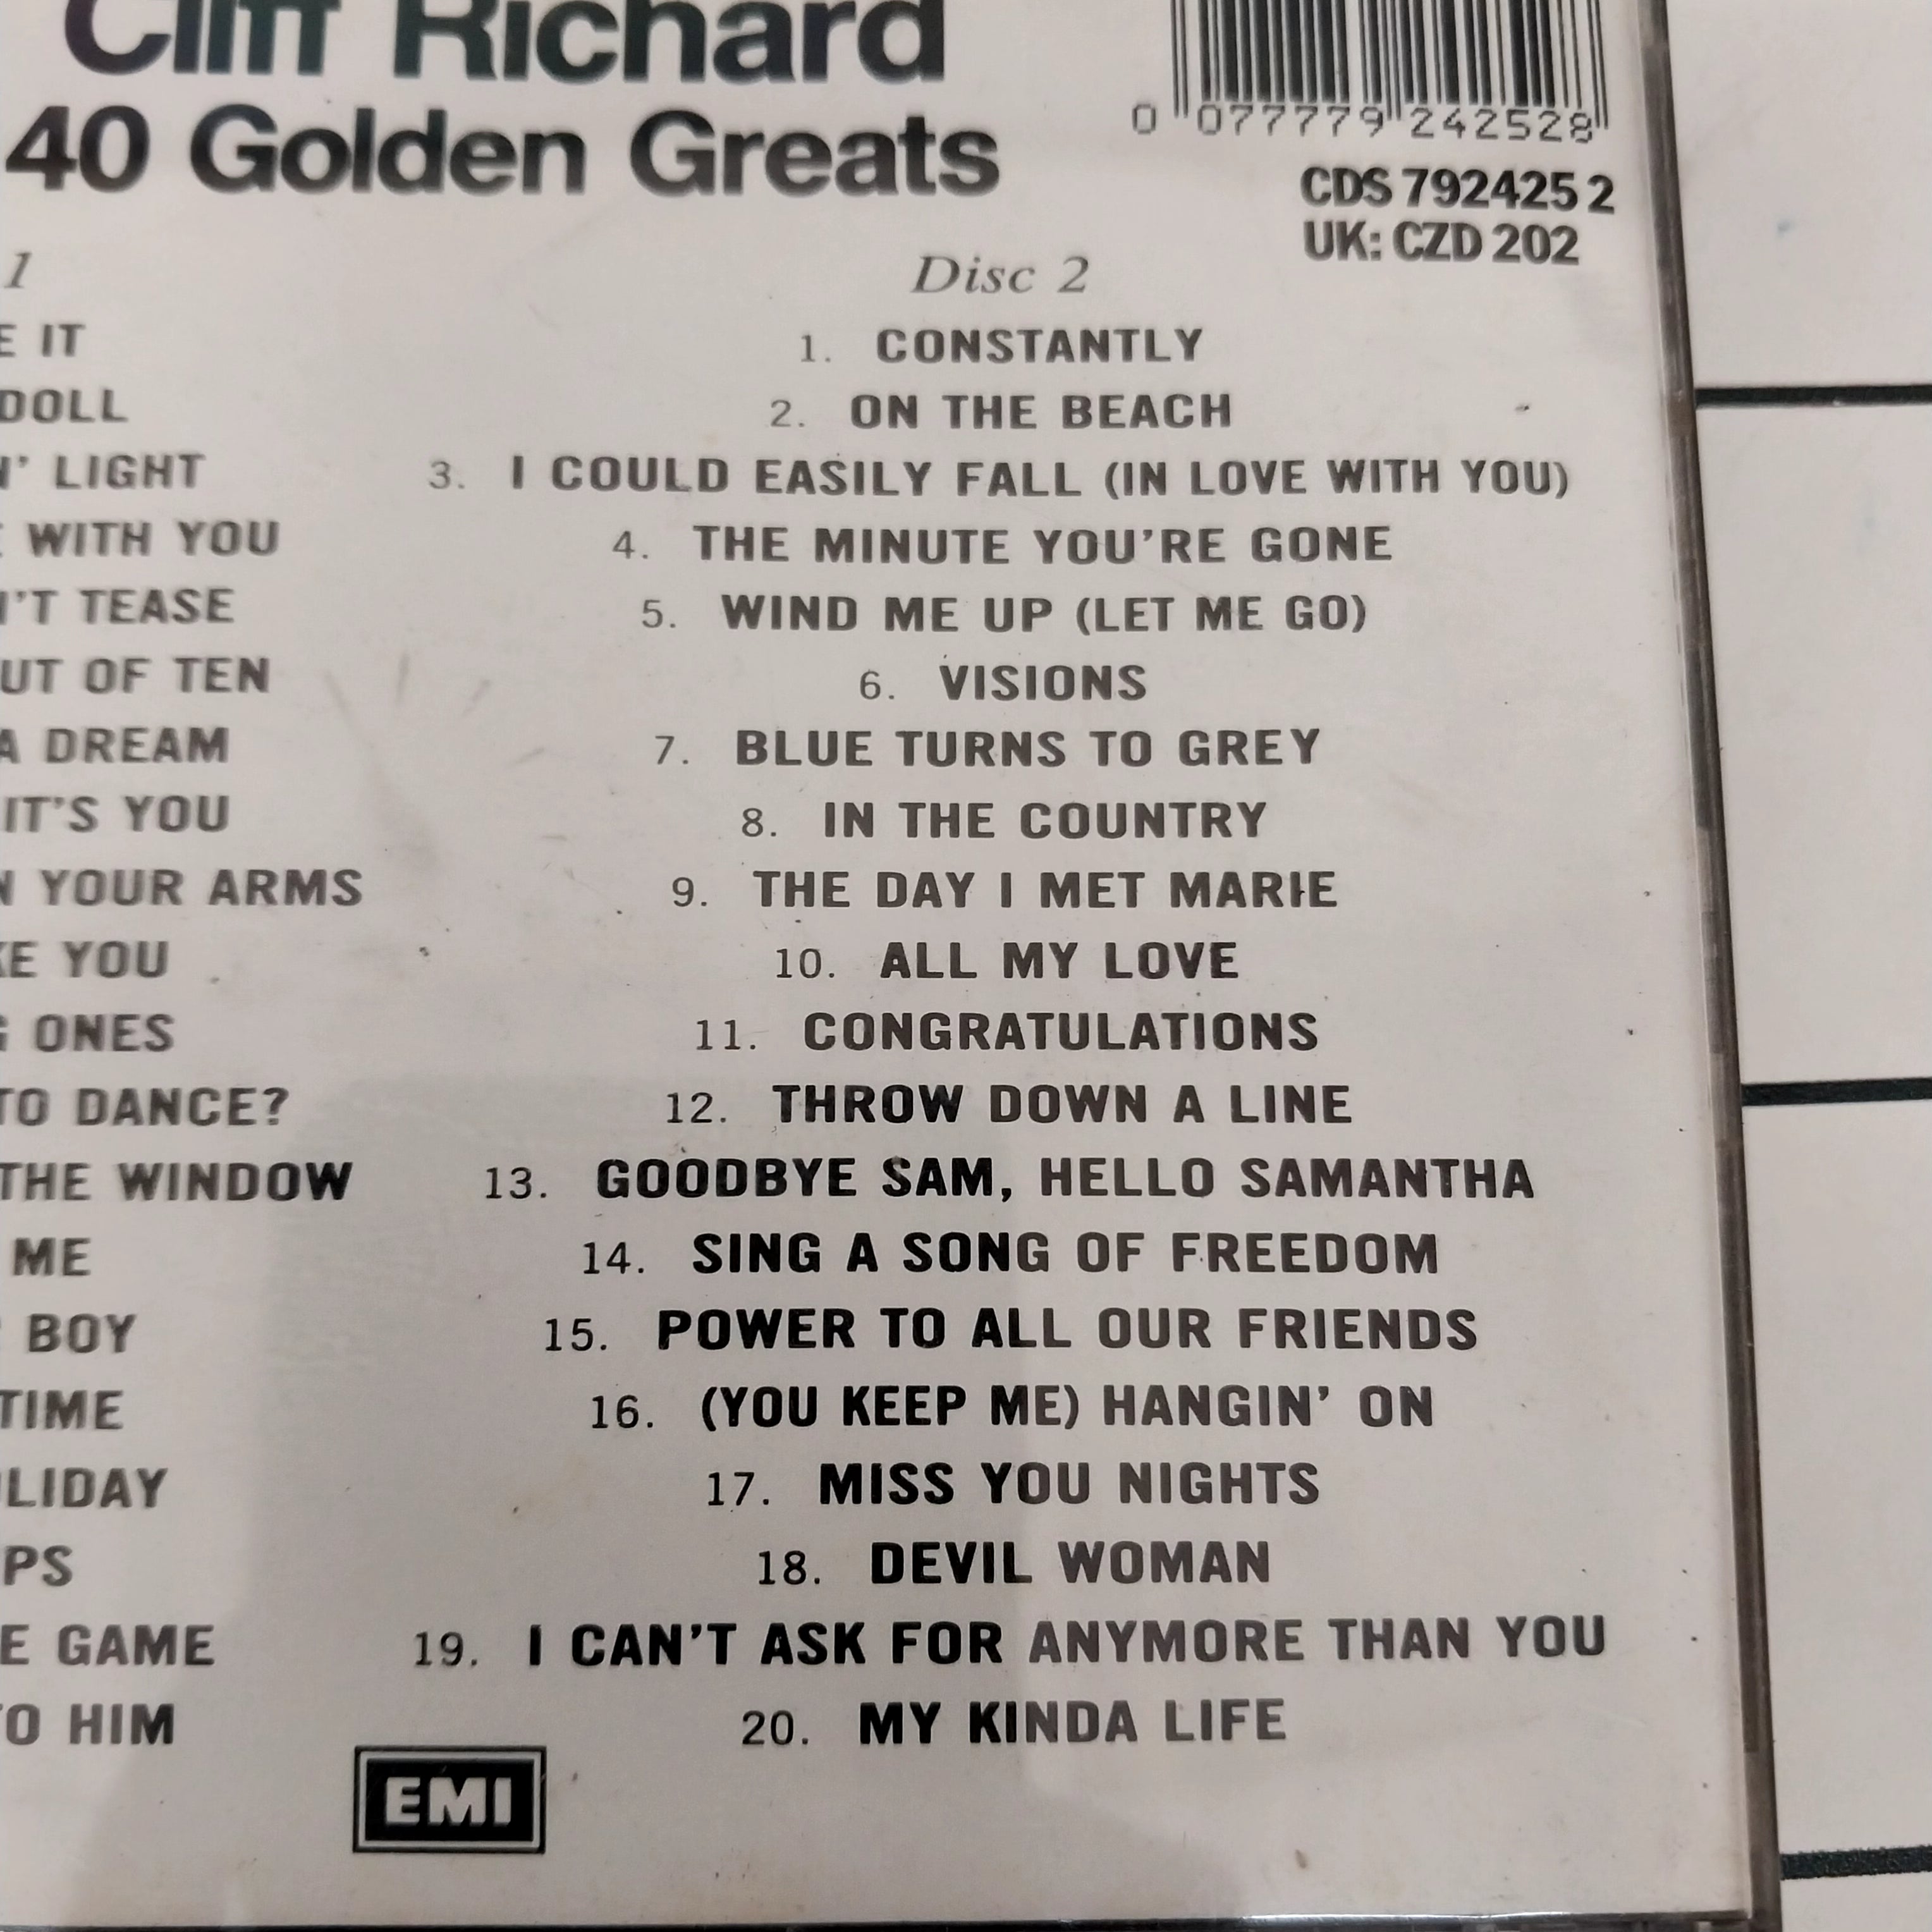 Cliff Richard
40 Golden Greats
0 077779 242528
CDS 792425 2
UK: CZD 202
1
E IT
DOLL
N' LIGHT
WITH YOU
N'T TEASE
UT OF TEN
A DREAM
IT'S YOU
N YOUR ARMS
KE YOU
G ONES
TO DANCE?
THE WINDOW
ME
BOY
TIME
LIDAY
PS
E GAME
TO HIM
Disc 2
1. CONSTANTLY
2. ON THE BEACH
3. I COULD EASILY FALL (IN LOVE WITH YOU)
4. THE MINUTE YOU'RE GONE
5. WIND ME UP (LET ME GO)
6. VISIONS
7. BLUE TURNS TO GREY
8. IN THE COUNTRY
9. THE DAY I MET MARIE
10. ALL MY LOVE
11. CONGRATULATIONS
12. THROW DOWN A LINE
13. GOODBYE SAM, HELLO SAMANTHA
14. SING A SONG OF FREEDOM
15. POWER TO ALL OUR FRIENDS
16. (YOU KEEP ME) HANGIN' ON
17. MISS YOU NIGHTS
18. DEVIL WOMAN
19. I CAN'T ASK FOR ANYMORE THAN YOU
20. MY KINDA LIFE
EMI